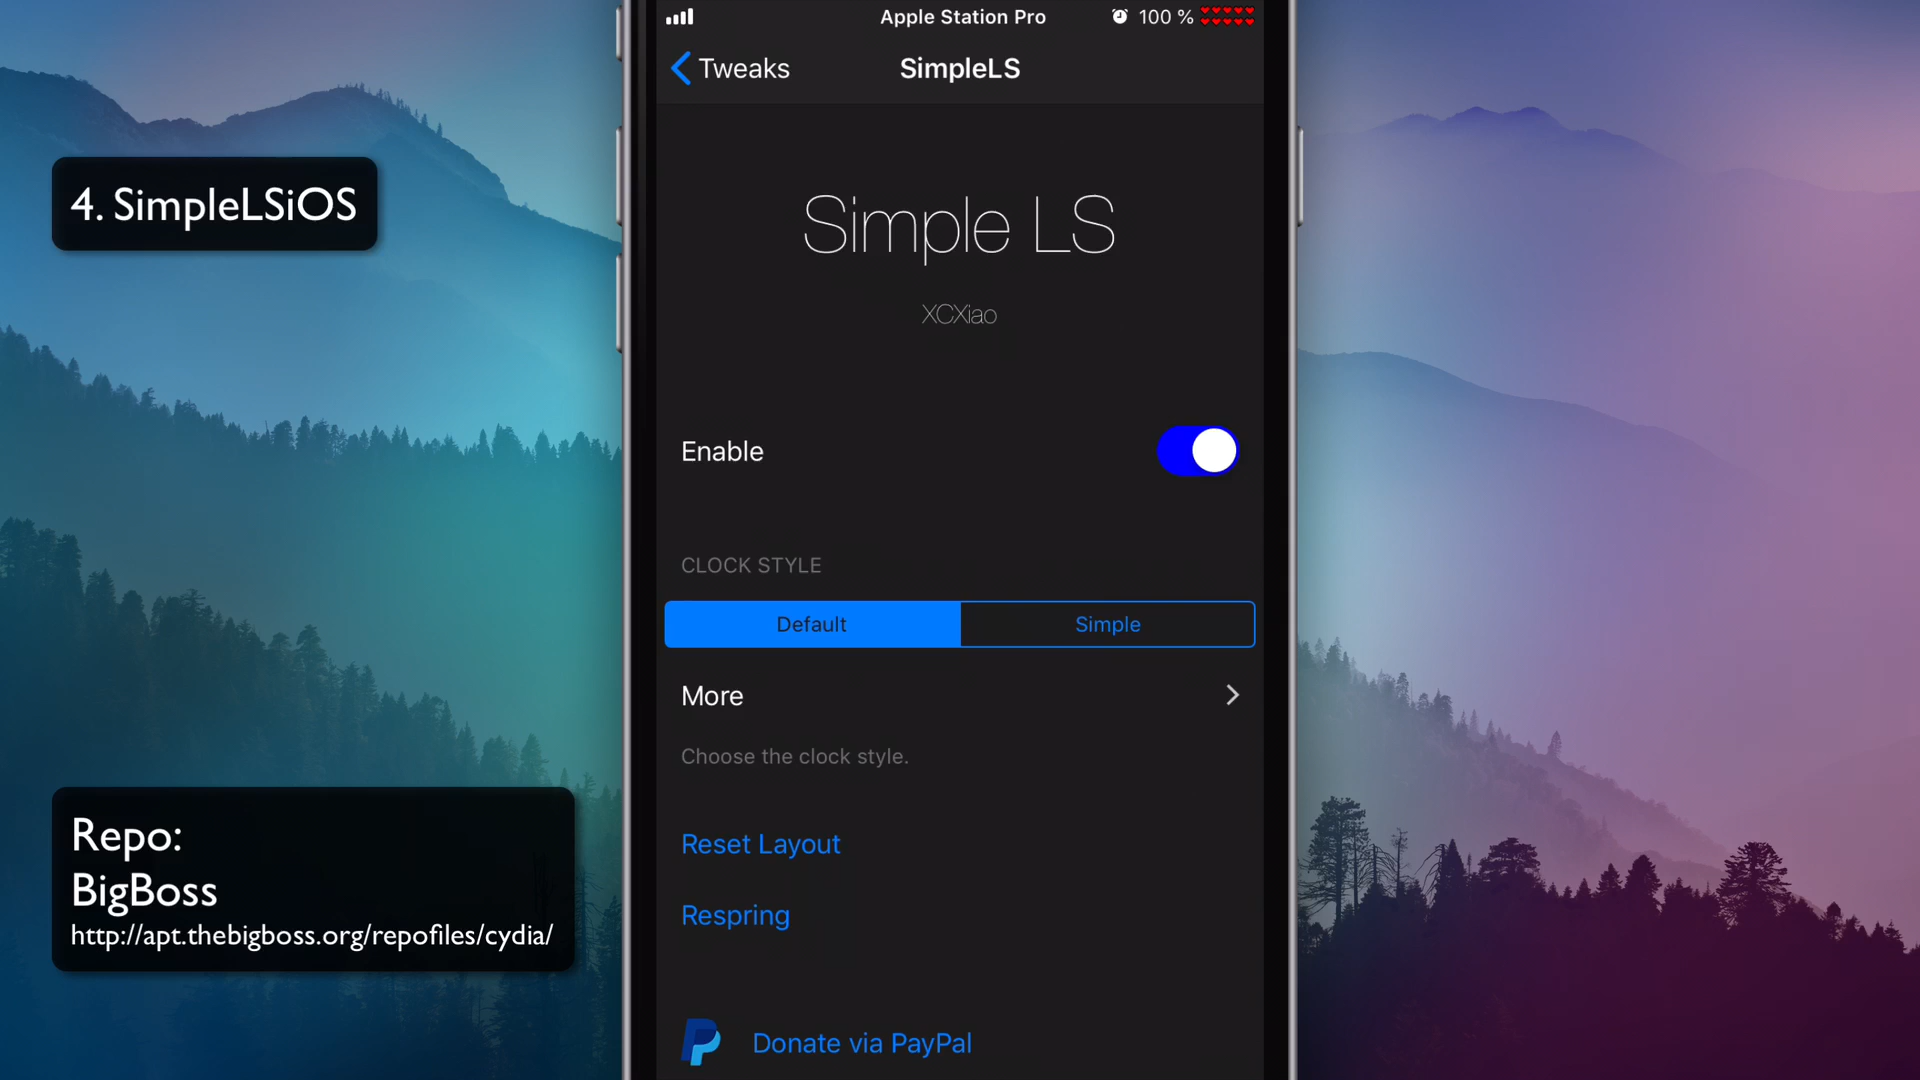 Apple Station Pro
100 %
Tweaks
SimpleLS
4. SimpleLSiOS
Simple LS
XCXiao
Enable
CLOCK STYLE
Default
Simple
More
Choose the clock style.
Reset Layout
Respring
Donate via PayPal
Repo:
BigBoss
http://apt.thebigboss.org/repofiles/cydia/